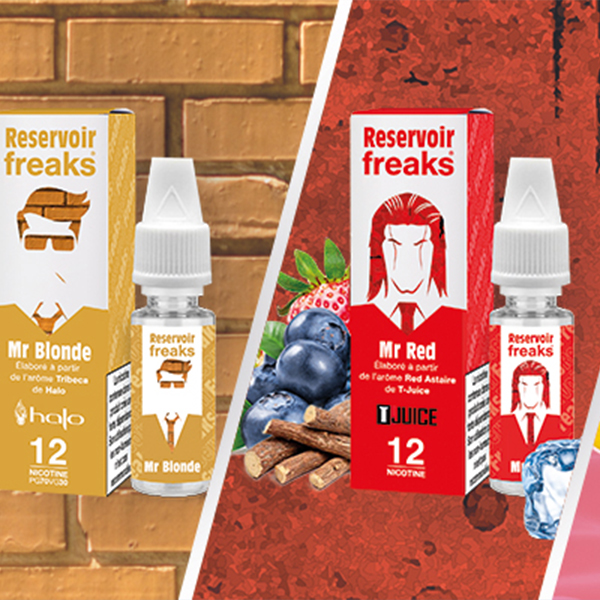 Reservoir
freaks
Mr Blonde
Élaboré à partir
de l'arôme Tribeca
de Halo
halo
12
NICOTINE
PG70VG30
Reservoir
freaks
Mr Blonde
Reservoir
freaks®
Mr Red
Élaboré à partir
de l'arôme Red Astaire
de T-Juice
T JUICE
12
NICOTINE
Reservoir
freaks